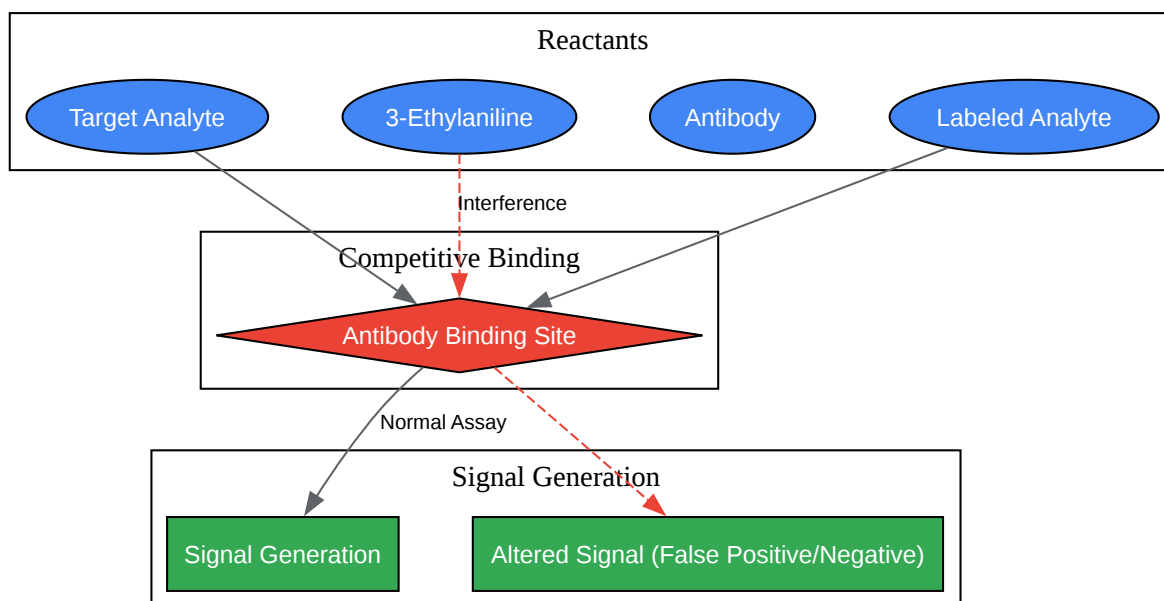 Reactants
Target Analyte
3-Ethylaniline
Antibody
Labeled Analyte
Interference
Competitive Binding
Antibody Binding Site
Normal Assay
Signal Generation
Signal Generation
Altered Signal (False Positive/Negative)